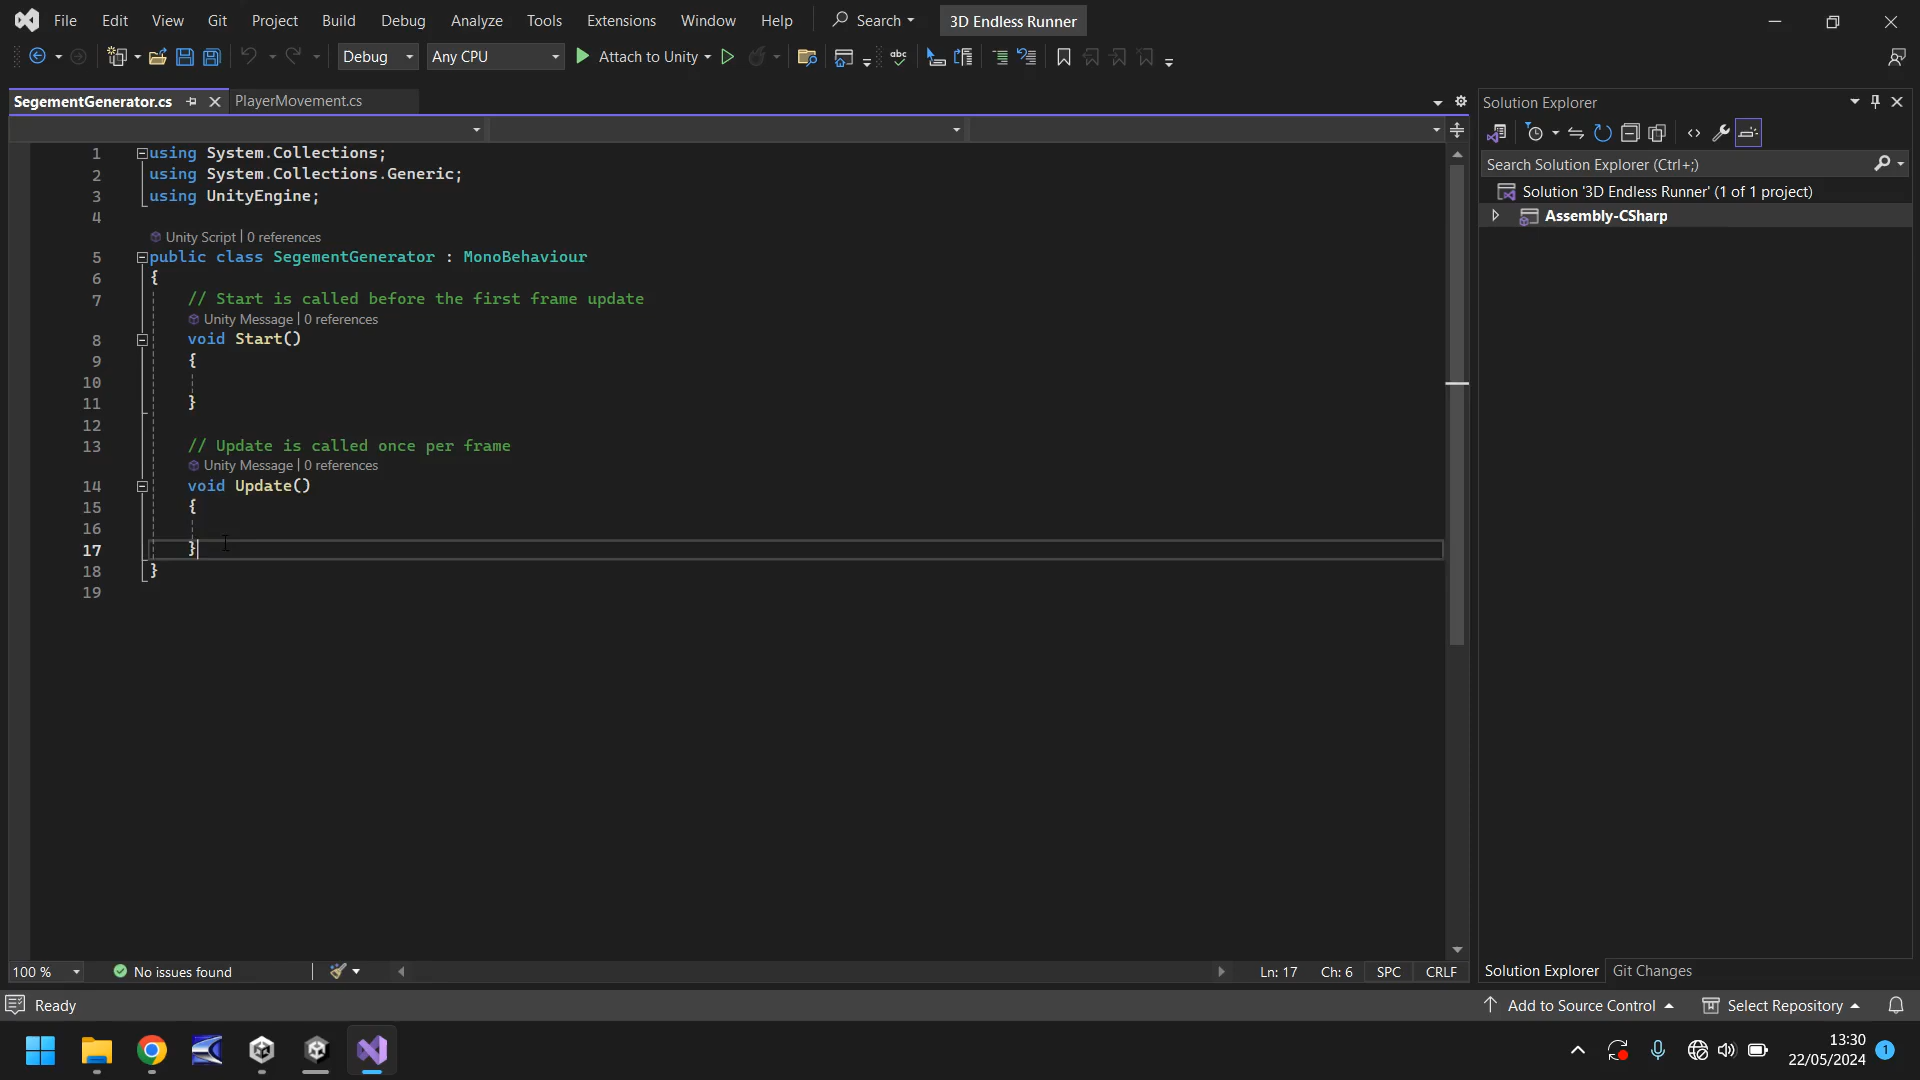 File Edit View Git Project Build Debug Analyze Tools Extensions Window Help Search 3D Endless Runner
Debug Any CPU Attach to Unity
SegementGenerator.cs PlayerMovement.cs
1 using System.Collections;
2 using System.Collections.Generic;
3 using UnityEngine;
4
Unity Script | 0 references
5 public class SegementGenerator : MonoBehaviour
6 {
7 // Start is called before the first frame update
Unity Message | 0 references
8 void Start()
9 {
10
11 }
12
13 // Update is called once per frame
Unity Message | 0 references
14 void Update()
15 {
16
17 }
18 }
19
100 % No issues found Ln: 17 Ch: 6 SPC CRLF
Solution Explorer
Search Solution Explorer (Ctrl+;)
Solution '3D Endless Runner' (1 of 1 project)
Assembly-CSharp
Solution Explorer Git Changes
Ready Add to Source Control Select Repository
13:30
22/05/2024
1